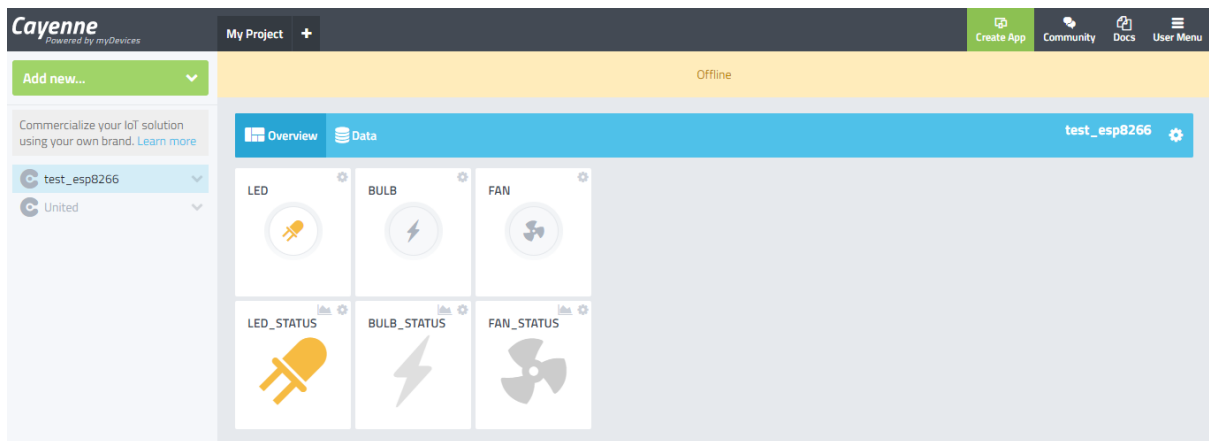 Cayenne
Powered by myDevices
My Project +
Create App
Community
Docs
User Menu
Add new...
Offline
Commercialize your IoT solution
using your own brand. Learn more
Overview
Data
test_esp8266
test_esp8266
United
LED
BULB
FAN
LED_STATUS
BULB_STATUS
FAN_STATUS